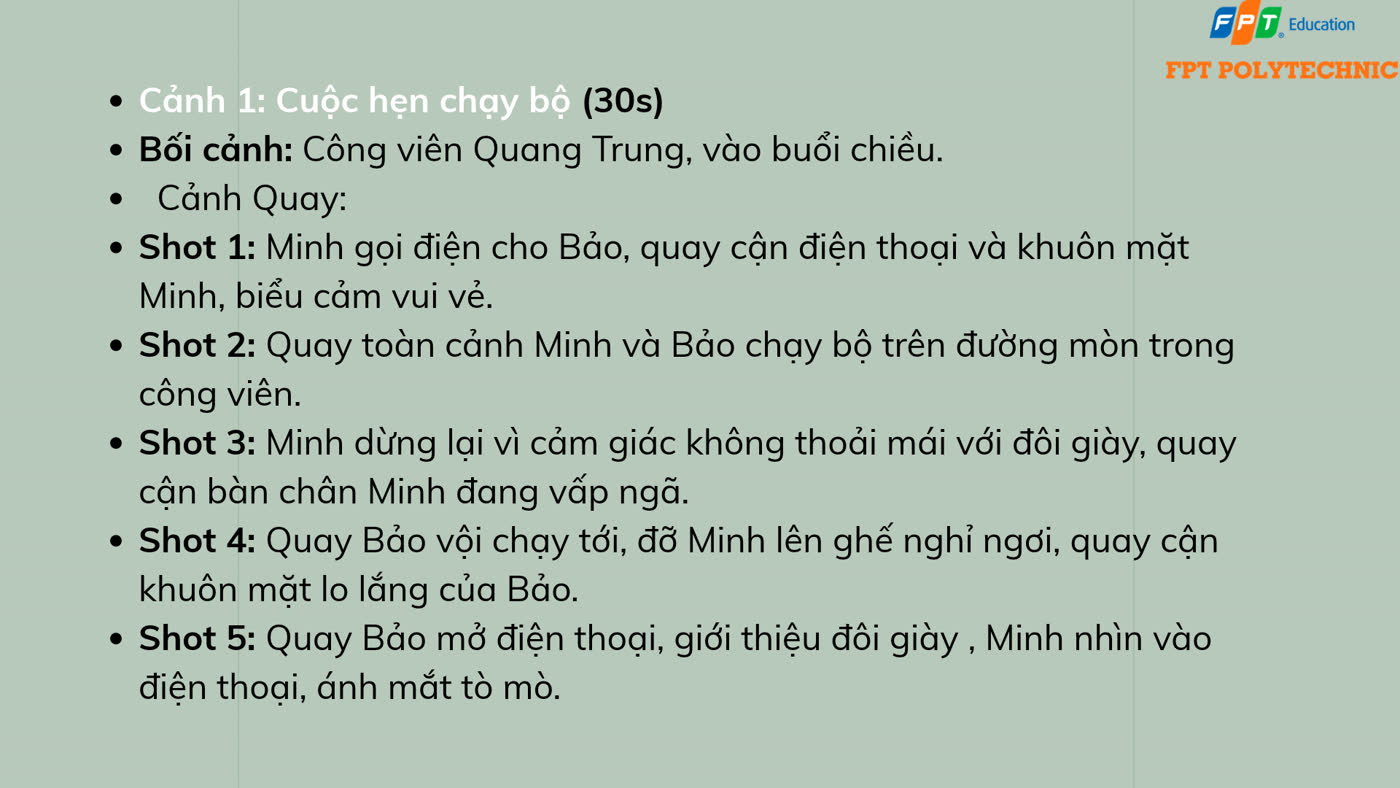 FPT Education
FPT POLYTECHNIC
• Cảnh 1: Cuộc hẹn chạy bộ (30s)
• Bối cảnh: Công viên Quang Trung, vào buổi chiều.
• Cảnh Quay:
• Shot 1: Minh gọi điện cho Bảo, quay cận điện thoại và khuôn mặt
Minh, biểu cảm vui vẻ.
• Shot 2: Quay toàn cảnh Minh và Bảo chạy bộ trên đường mòn trong
công viên.
• Shot 3: Minh dừng lại vì cảm giác không thoải mái với đôi giày, quay
cận bàn chân Minh đang vấp ngã.
• Shot 4: Quay Bảo vội chạy tới, đỡ Minh lên ghế nghỉ ngơi, quay cận
khuôn mặt lo lắng của Bảo.
• Shot 5: Quay Bảo mở điện thoại, giới thiệu đôi giày , Minh nhìn vào
điện thoại, ánh mắt tò mò.